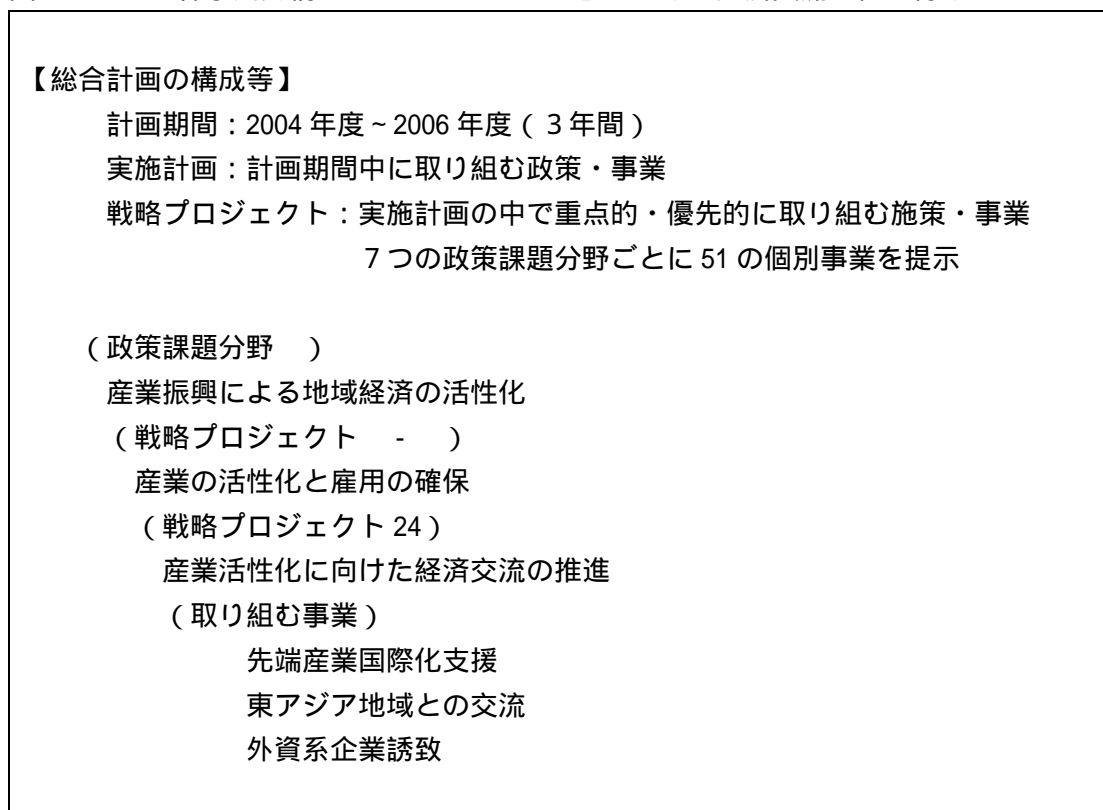 【総合計画の構成等】
計画期間：2004 年度～2006 年度（３年間）
実施計画：計画期間中に取り組む政策・事業
戦略プロジェクト：実施計画の中で重点的・優先的に取り組む施策・事業
７つの政策課題分野ごとに 51 の個別事業を提示
（政策課題分野　）
産業振興による地域経済の活性化
（戦略プロジェクト　-　）
産業の活性化と雇用の確保
（戦略プロジェクト 24）
産業活性化に向けた経済交流の推進
（取り組む事業）
先端産業国際化支援
東アジア地域との交流
外資系企業誘致